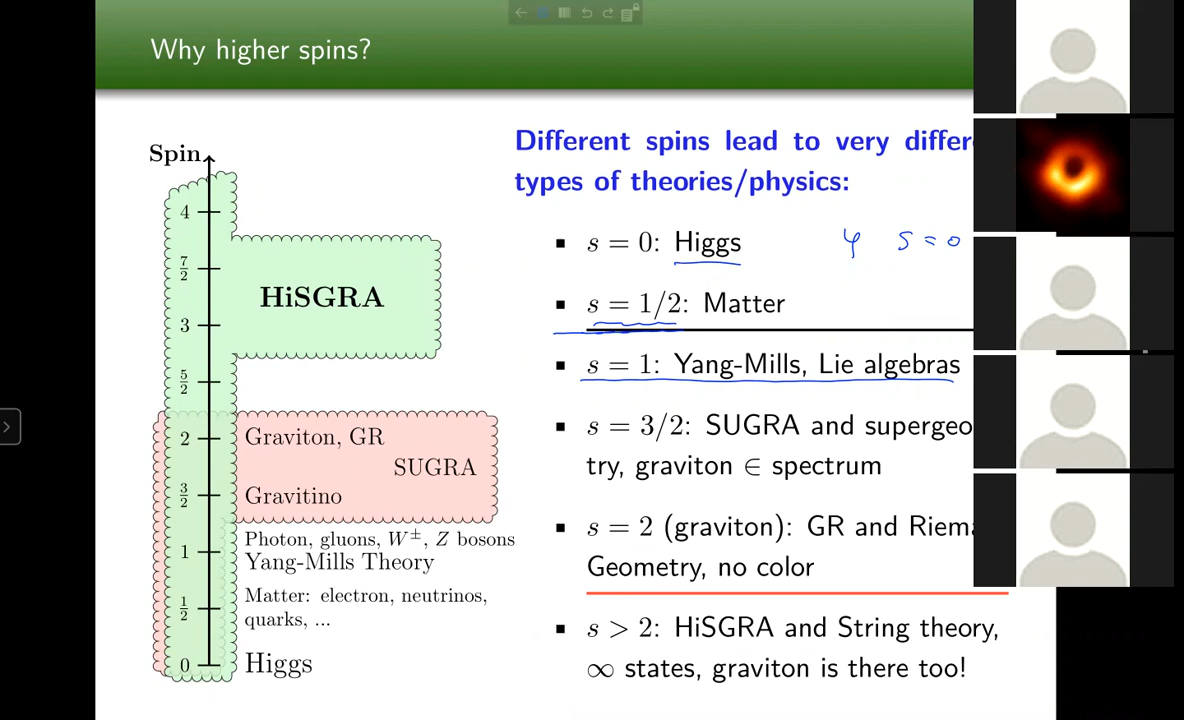 Why higher spins?
Spin
4
7/2
3
5/2
2
3/2
1
1/2
0
HiSGRA
Graviton, GR
SUGRA
Gravitino
Photon, gluons, W±, Z bosons
Yang-Mills Theory
Matter: electron, neutrinos,
quarks, ...
Higgs
Different spins lead to very differ
types of theories/physics:
▪ s = 0: Higgs
φ s = 0
▪ s = 1/2: Matter
▪ s = 1: Yang-Mills, Lie algebras
▪ s = 3/2: SUGRA and supergeo
try, graviton ∈ spectrum
▪ s = 2 (graviton): GR and Riema
Geometry, no color
▪ s > 2: HiSGRA and String theory,
∞ states, graviton is there too!